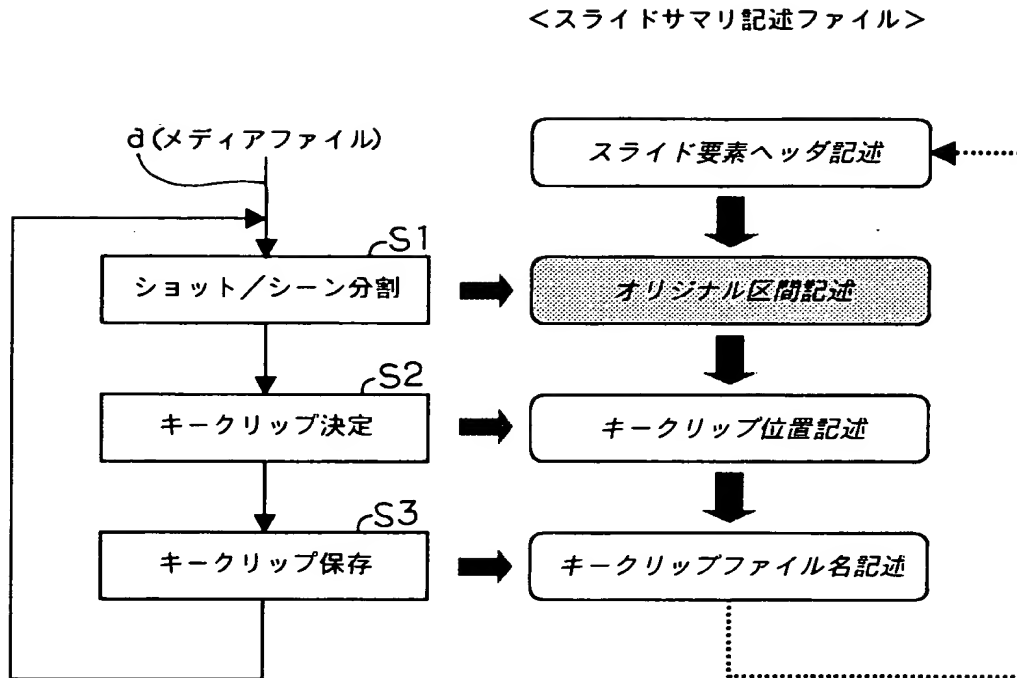 ＜スライドサマリ記述ファイル＞
a(メディアファイル)
スライド要素ヘッダ記述
S1
ショット／シーン分割
オリジナル区間記述
S2
キークリップ決定
キークリップ位置記述
S3
キークリップ保存
キークリップファイル名記述